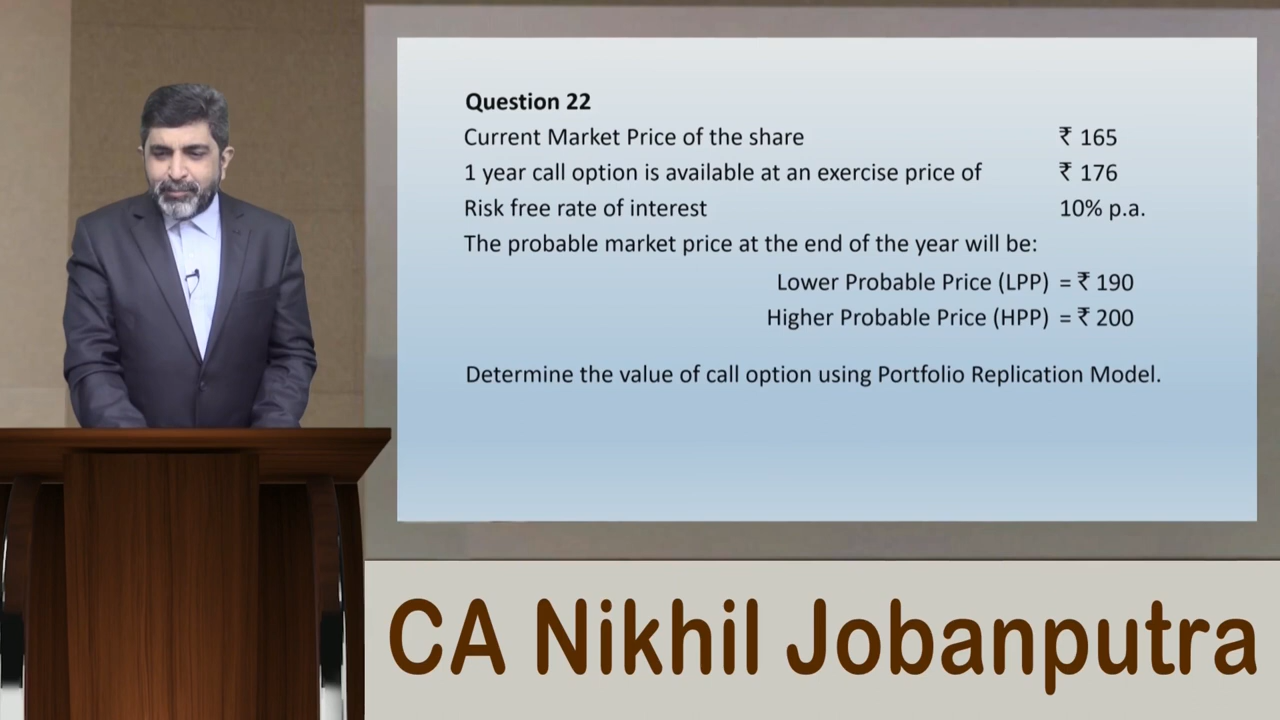 Question 22
Current Market Price of the share ₹ 165
1 year call option is available at an exercise price of ₹ 176
Risk free rate of interest 10% p.a.
The probable market price at the end of the year will be:
Lower Probable Price (LPP) = ₹ 190
Higher Probable Price (HPP) = ₹ 200
Determine the value of call option using Portfolio Replication Model.
CA Nikhil Jobanputra